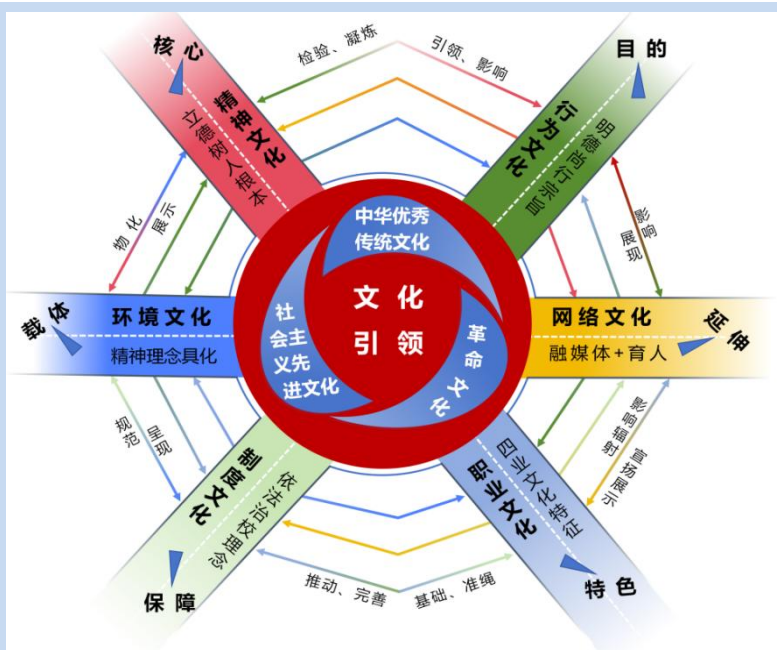 核心
精神文化
立德树人根本
检验、凝炼
引领、影响
目的
行为文化
明德尚行宗旨
物化
展示
影响
展现
中华优秀
传统文化
社
会主
义先
进文化
文化
引领
革命文化
载体
环境文化
精神理念具化
网络文化
融媒体+育人
延伸
规范
呈现
影响辐射
宣扬展示
制度文化
依法治校理念
保障
推动、完善
基础、准绳
职业文化
四业文化特征
特色